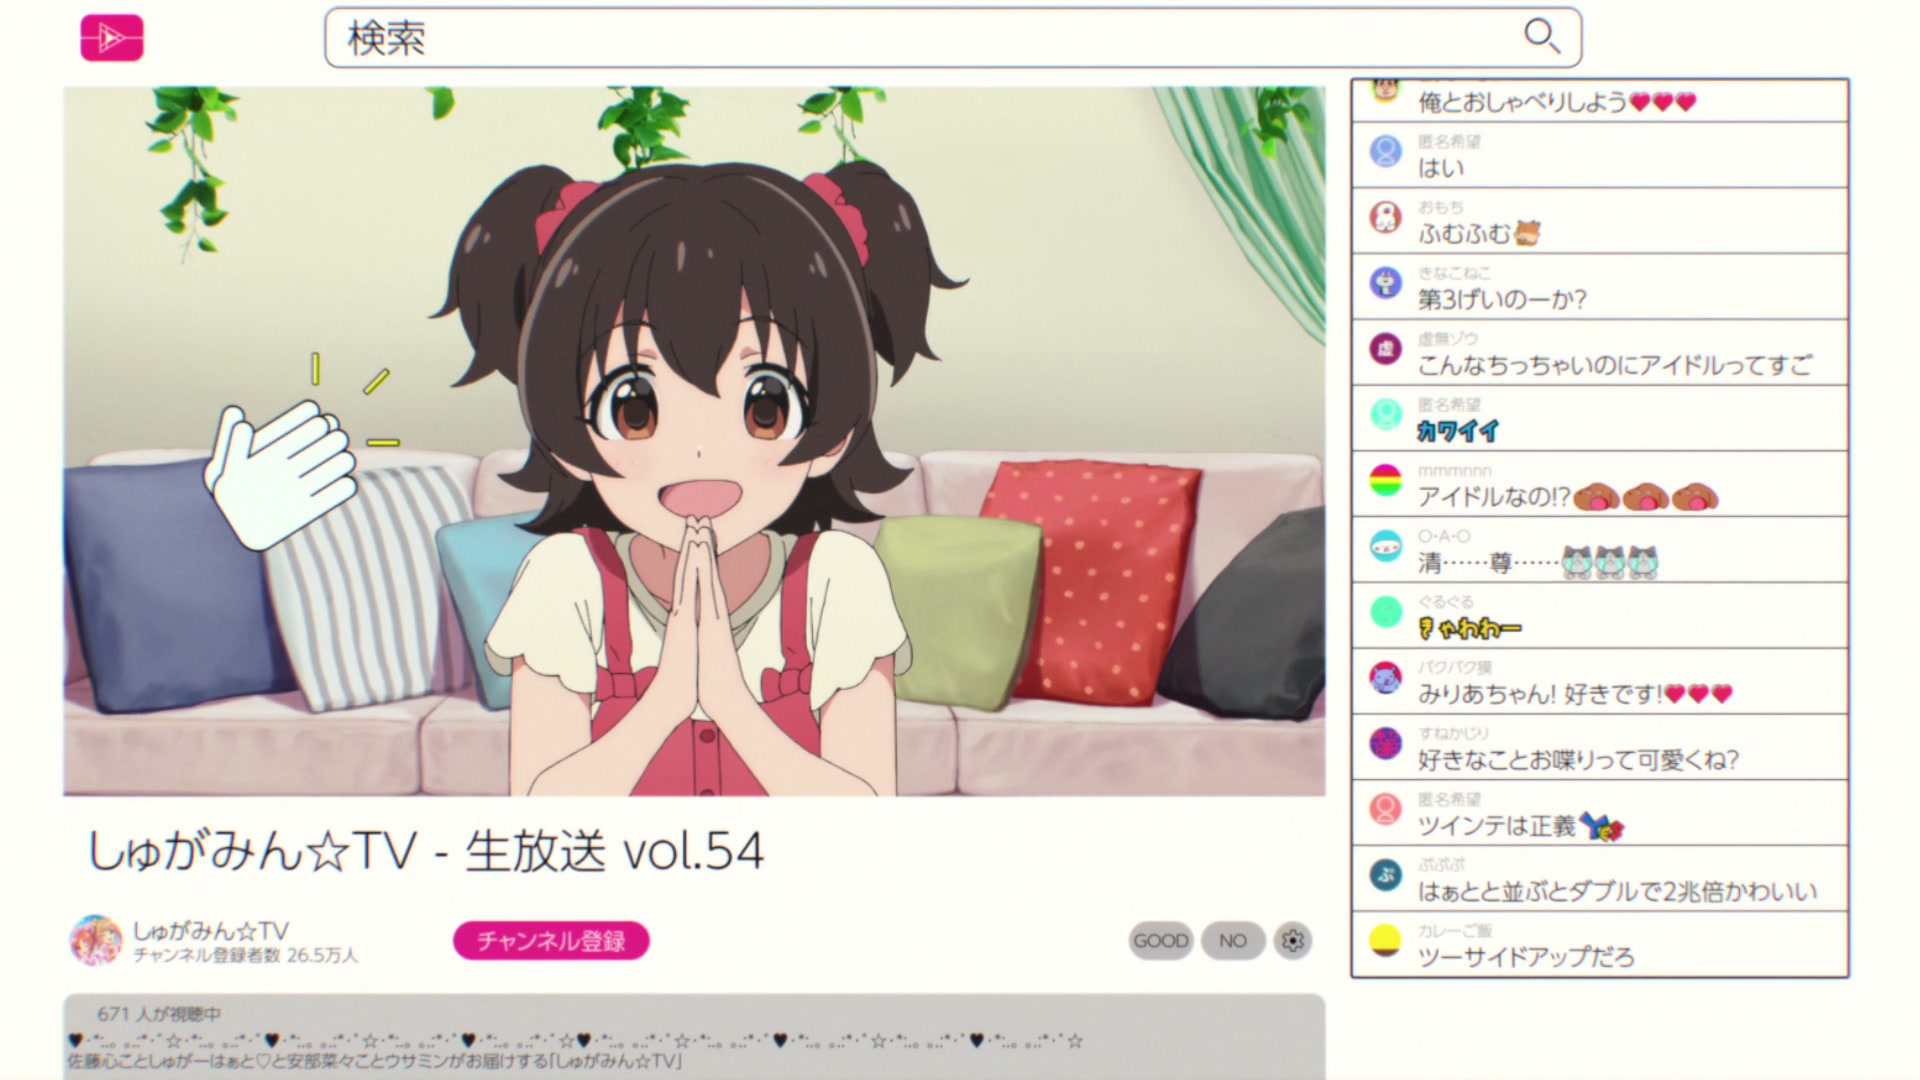 検索
俺とおしゃべりしよう♥♥♥
匿名希望
はい
おもち
ふむふむ
きなこねこ
第3げいのーか?
虚
虚無ゾウ
こんなちっちゃいのにアイドルってすご
匿名希望
カワイイ
mmmnnn
アイドルなの!?
O・A・O
清……尊……
ぐるぐる
きゃわわー
バクバク獏
みりあちゃん! 好きです!♥♥♥
すねかじり
好きなことお喋りって可愛くね?
匿名希望
ツインテは正義
ぷ
ぷぷぷ
はぁとと並ぶとダブルで2兆倍かわいい
カレーご飯
ツーサイドアップだろ
しゅがみん☆TV - 生放送 vol.54
しゅがみん☆TV
チャンネル登録者数 26.5万人
チャンネル登録
GOOD
NO
671 人が視聴中
佐藤心ことしゅがーはぁと♡と安部菜々ことウサミンがお届けする「しゅがみん☆TV」